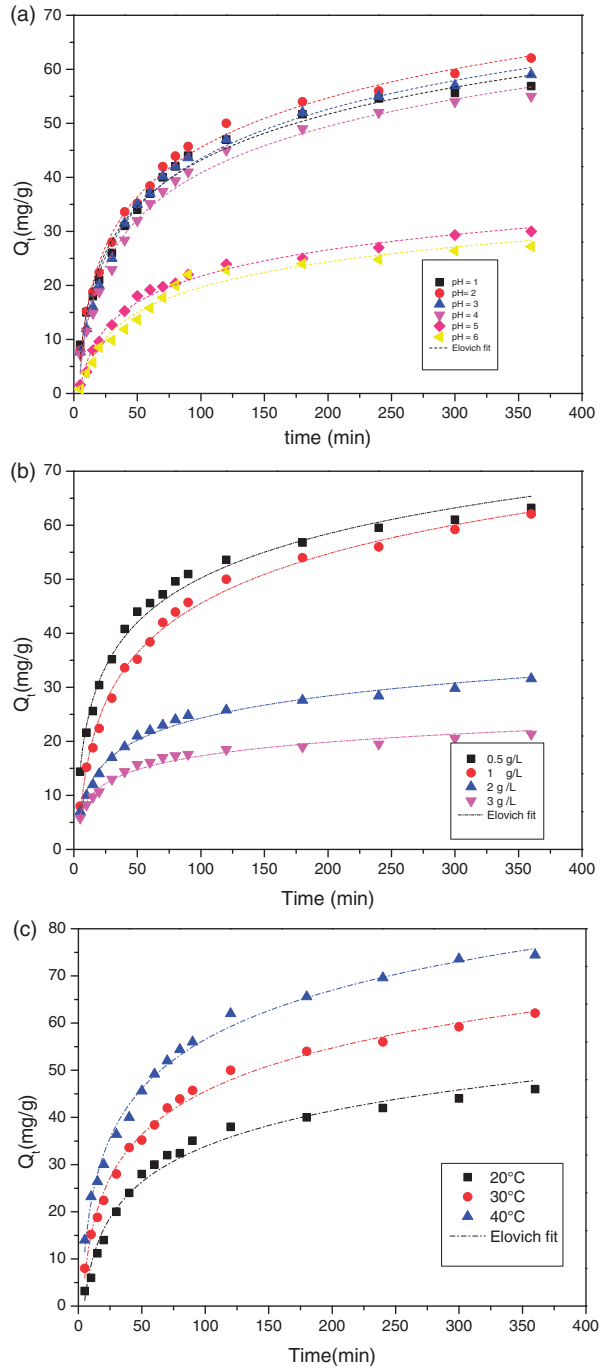 (a)
70
60
50
40
30
20
10
0
Qt(mg/g)
pH = 1
pH= 2
pH = 3
pH = 4
pH = 5
pH = 6
Elovich fit
0 50 100 150 200 250 300 350 400
time (min)
(b)
70
60
50
40
30
20
10
0
Qt(mg/g)
0.5 g/L
1 g/L
2 g /L
3 g /L
Elovich fit
0 50 100 150 200 250 300 350 400
Time (min)
(c)
80
70
60
50
40
30
20
10
0
Qt(mg/g)
20°C
30°C
40°C
Elovich fit
0 50 100 150 200 250 300 350 400
Time(min)